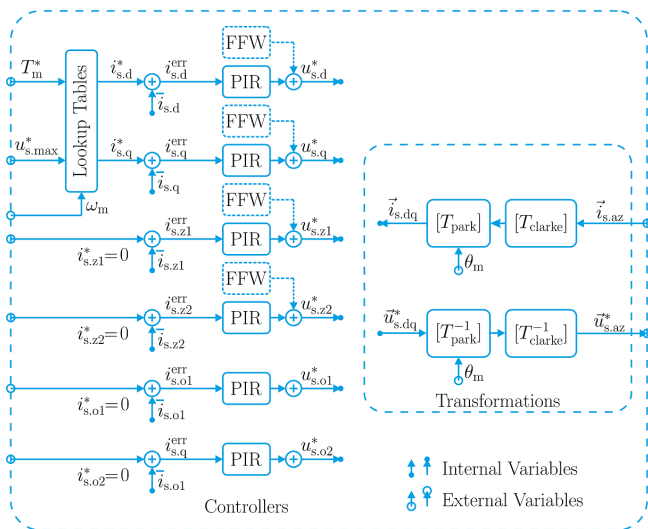 FFW
T*m i*s.d ierrs.d PIR u*s.d
–is.d
Lookup Tables
FFW
u*s.max i*s.q ierrs.q PIR u*s.q
–is.q
ωm
FFW
i*s.z1=0 ierrs.z1 PIR u*s.z1
–is.z1
FFW
i*s.z2=0 ierrs.z2 PIR u*s.z2
–is.z2
i*s.o1=0 ierrs.o1 PIR u*s.o1
–is.o1
i*s.o2=0 ierrs.q PIR u*s.o2
–is.o1
Controllers
i⃗s.dq [Tpark] [Tclarke] i⃗s.az
θm
u⃗*s.dq [T−1park] [T−1clarke] u⃗*s.az
θm
Transformations
Internal Variables
External Variables